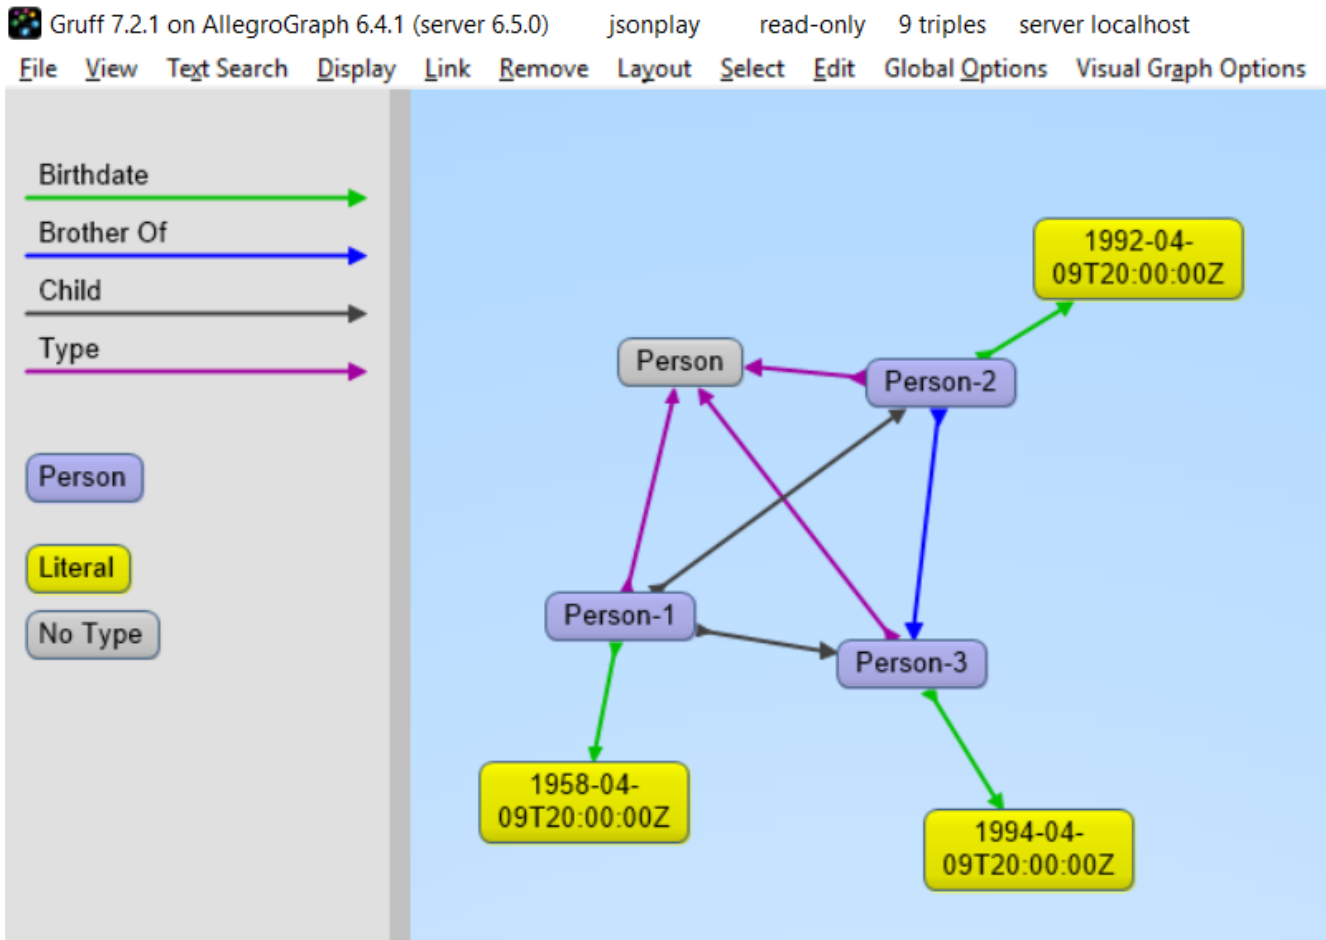 Gruff 7.2.1 on AllegroGraph 6.4.1 (server 6.5.0) jsonplay read-only 9 triples server localhost
File View Text Search Display Link Remove Layout Select Edit Global Options Visual Graph Options
Birthdate
Brother Of
Child
Type
Person
Literal
No Type
1992-04-
09T20:00:00Z
Person
Person-2
Person-1
Person-3
1958-04-
09T20:00:00Z
1994-04-
09T20:00:00Z